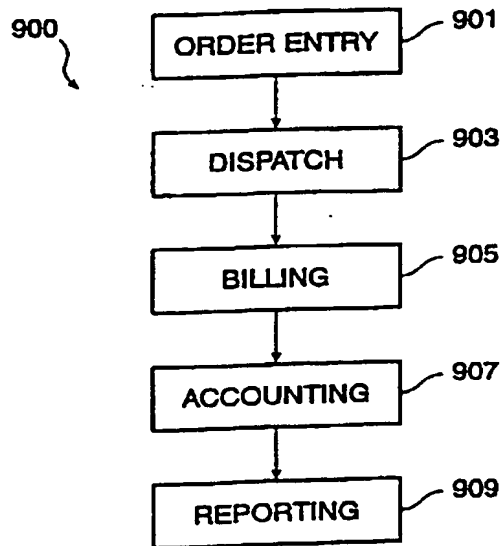 900
ORDER ENTRY
901
DISPATCH
903
BILLING
905
ACCOUNTING
907
REPORTING
909